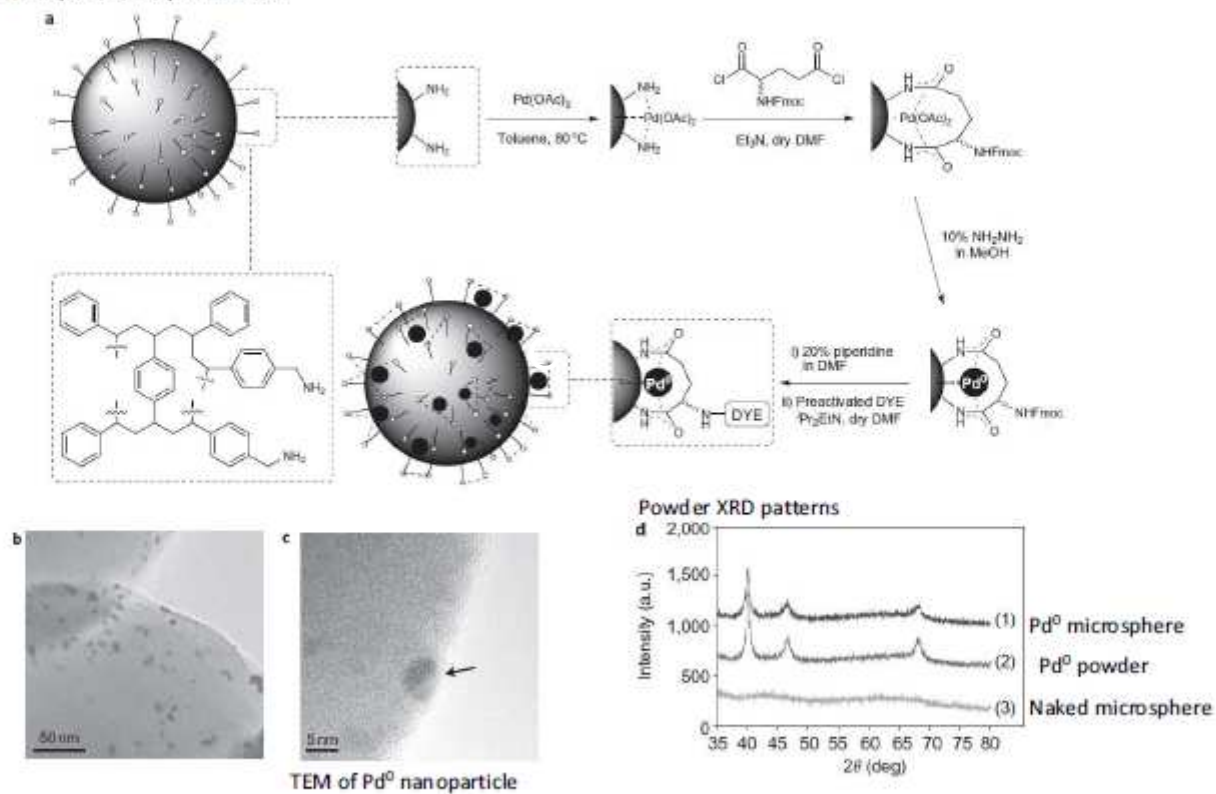 a
NH₂
NH₂
Pd(OAc)₂
Toluene, 80 °C
NH₂
Pd(OAc)₂
NH₂
O
O
Cl
Cl
NHFmoc
Et₃N, dry DMF
H
N
O
Pd(OAc)₂
N
H
O
NHFmoc
10% NH₂NH₂
in MeOH
NH₂
NH₂
H
N
O
Pd⁰
N
H
O
N
H
DYE
i) 20% piperidine
in DMF
ii) Preactivated DYE
ⁱPr₂EtN, dry DMF
H
N
O
Pd⁰
N
H
O
NHFmoc
b
50 nm
c
5 nm
TEM of Pd⁰ nanoparticle
Powder XRD patterns
d
2,000
1,500
1,000
500
0
Intensity (a.u.)
35 40 45 50 55 60 65 70 75 80
2θ (deg)
(1) Pd⁰ microsphere
(2) Pd⁰ powder
(3) Naked microsphere